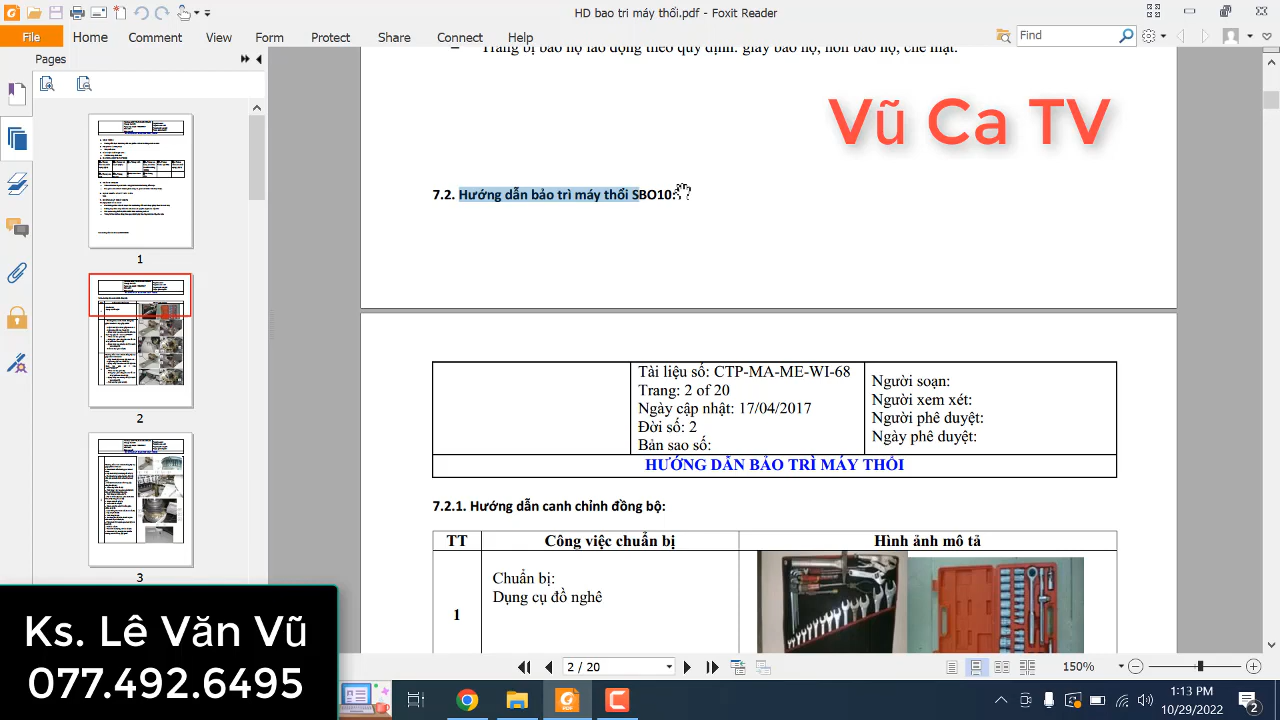 HD bao tri máy thổi.pdf - Foxit Reader
File Home Comment View Form Protect Share Connect Help
Find
Pages
1
2
3
Trang bị bảo hộ lao động theo quy định: giày bảo hộ, nón bảo hộ, che mặt.
Vũ Ca TV
7.2. Hướng dẫn bảo trì máy thổi SBO10:
Tài liệu số: CTP-MA-ME-WI-68
Trang: 2 of 20
Ngày cập nhật: 17/04/2017
Đời số: 2
Bản sao số:
Người soạn:
Người xem xét:
Người phê duyệt:
Ngày phê duyệt:
HƯỚNG DẪN BẢO TRÌ MÁY THỔI
7.2.1. Hướng dẫn canh chỉnh đồng bộ:
TT Công việc chuẩn bị Hình ảnh mô tả
1
Chuẩn bị:
Dụng cụ đồ nghê
Ks. Lê Văn Vũ
077.492.6495
2 / 20
150%
1:13 PM
10/29/2022
2